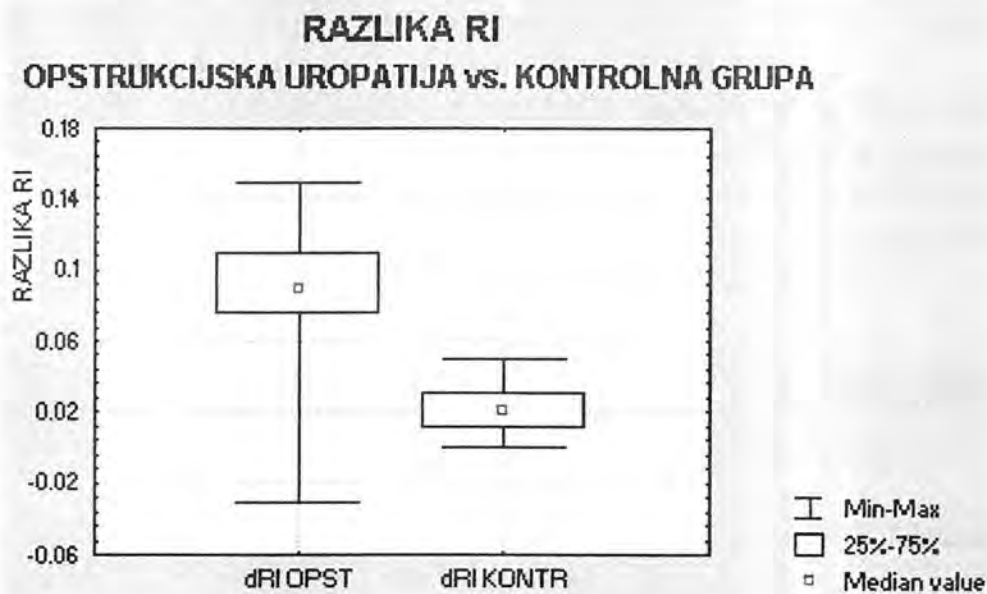 RAZLIKA RI
OPSTRUKCIJSKA UROPATIJA vs. KONTROLNA GRUPA
RAZLIKA RI
0.18
0.14
0.1
0.06
0.02
-0.02
-0.06
dRI OPST
dRI KONTR
Min-Max
25%-75%
Median value